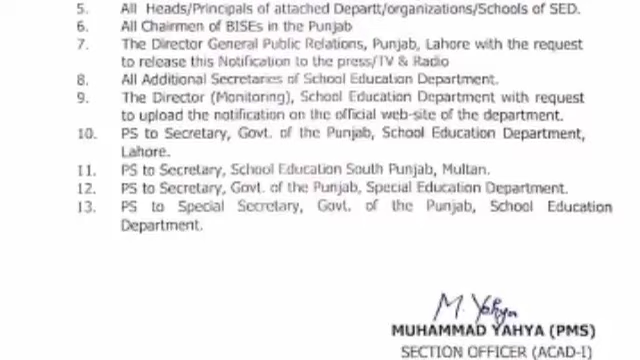 5. All Heads/Principals of attached Departt/organizations/Schools of SED.
6. All Chairmen of BISEs in the Punjab
7. The Director General Public Relations, Punjab, Lahore with the request
to release this Notification to the press/TV & Radio
8. All Additional Secretaries of School Education Department.
9. The Director (Monitoring), School Education Department with request
to upload the notification on the official web-site of the department.
10. PS to Secretary, Govt. of the Punjab, School Education Department,
Lahore.
11. PS to Secretary, School Education South Punjab, Multan.
12. PS to Secretary, Govt. of the Punjab, Special Education Department.
13. PS to Special Secretary, Govt. of the Punjab, School Education
Department.
M. Yahya
MUHAMMAD YAHYA (PMS)
SECTION OFFICER (ACAD-I)